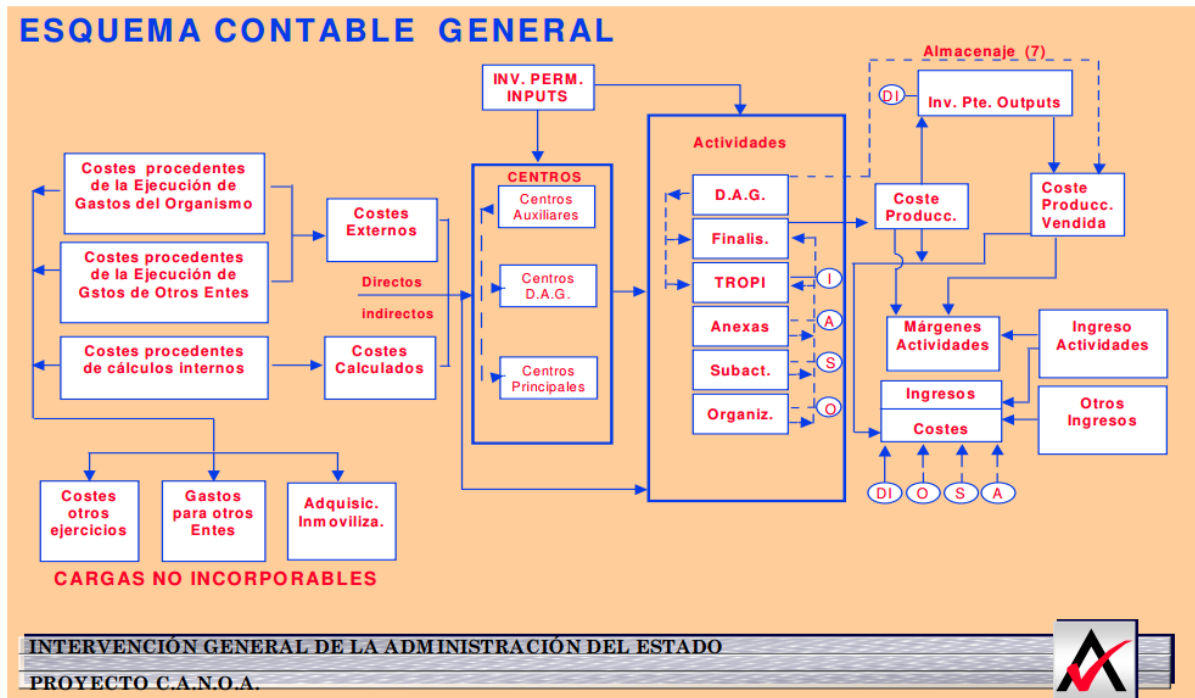 ESQUEMA CONTABLE GENERAL
Almacenaje (7)
INV. PERM.
INPUTS
DI
Inv. Pte. Outputs
Actividades
Costes procedentes
de la Ejecución de
Gastos del Organismo
CENTROS
Centros
Auxiliares
D.A.G.
Coste
Producc.
Coste
Producc.
Vendida
Costes
Externos
Finalis.
Costes procedentes
de la Ejecución de
Gstos de Otros Entes
Directos
indirectos
Centros
D.A.G.
TROPI
I
Anexas
A
Márgenes
Actividades
Ingreso
Actividades
Costes procedentes
de cálculos internos
Costes
Calculados
Centros
Principales
Subact.
S
Ingresos
Costes
Otros
Ingresos
Organiz.
O
DI
O
S
A
Costes
otros
ejercicios
Gastos
para otros
Entes
Adquisic.
Inmoviliza.
CARGAS NO INCORPORABLES
INTERVENCIÓN GENERAL DE LA ADMINISTRACIÓN DEL ESTADO
PROYECTO C.A.N.O.A.